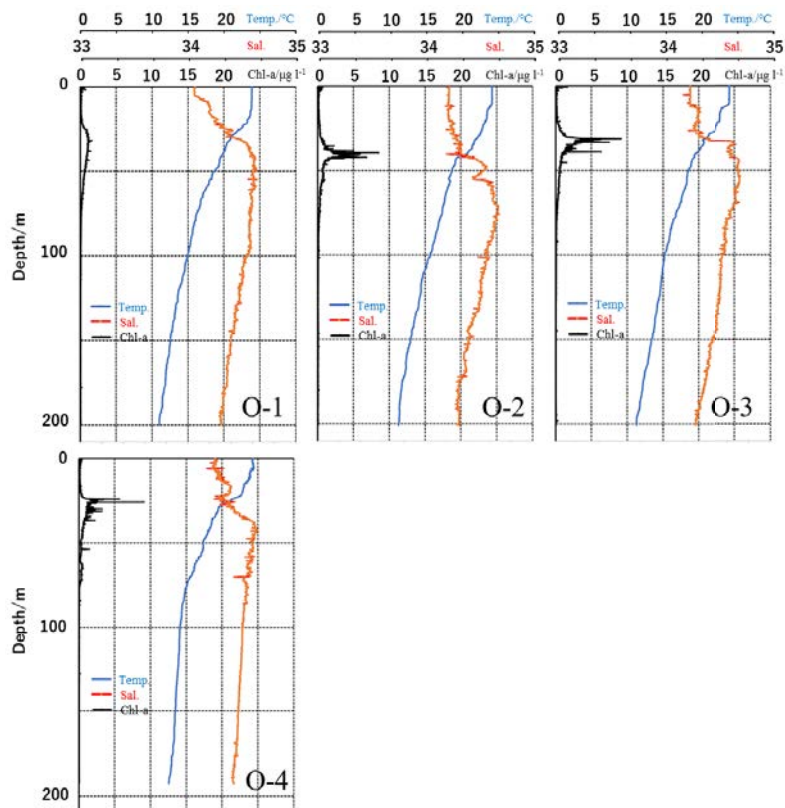 0 5 10 15 20 Temp./°C
0 5 10 15 20 Temp./°C
0 5 10 15 20 Temp./°C
33 34 Sal. 35
33 34 Sal. 35
33 34 Sal. 35
0 5 10 15 20 Chl-a/μg l-1
0 5 10 15 20 Chl-a/μg l-1
0 5 10 15 20 Chl-a/μg l-1
0
Depth/m
100
200
Temp.
Sal.
Chl-a
O-1
Temp.
Sal.
Chl-a
O-2
Temp.
Sal.
Chl-a
O-3
0
Depth/m
100
200
Temp.
Sal.
Chl-a
O-4